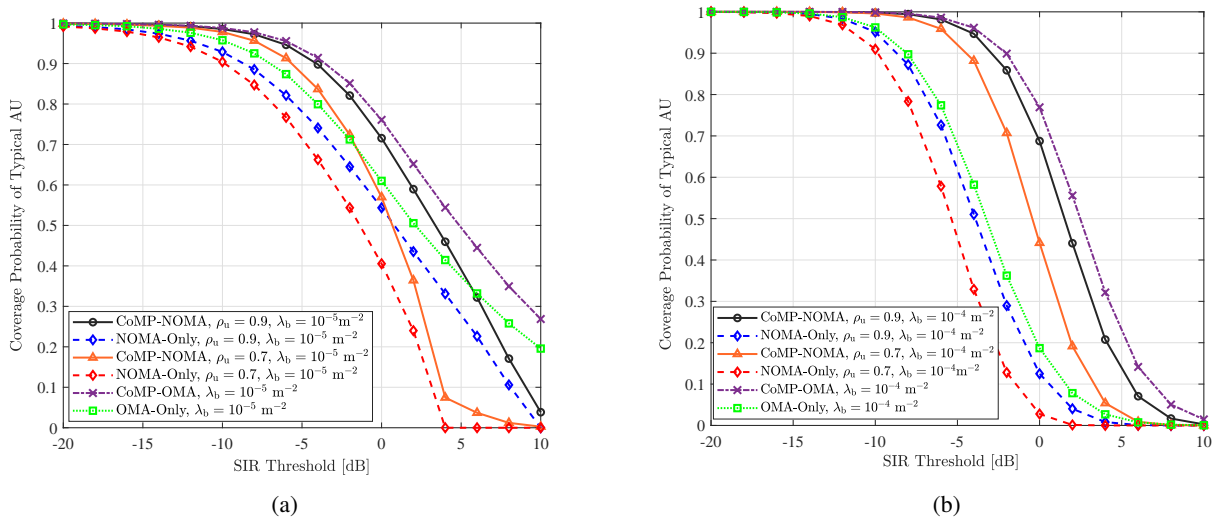 Coverage Probability of Typical AU
1
0.9
0.8
0.7
0.6
0.5
0.4
0.3
0.2
0.1
0
CoMP-NOMA, ρu = 0.9, λb = 10⁻⁵m⁻²
NOMA-Only, ρu = 0.9, λb = 10⁻⁵ m⁻²
CoMP-NOMA, ρu = 0.7, λb = 10⁻⁵ m⁻²
NOMA-Only, ρu = 0.7, λb = 10⁻⁵ m⁻²
CoMP-OMA, λb = 10⁻⁵ m⁻²
OMA-Only, λb = 10⁻⁵ m⁻²
-20 -15 -10 -5 0 5 10
SIR Threshold [dB]
(a)
Coverage Probability of Typical AU
1
0.9
0.8
0.7
0.6
0.5
0.4
0.3
0.2
0.1
0
CoMP-NOMA, ρu = 0.9, λb = 10⁻⁴ m⁻²
NOMA-Only, ρu = 0.9, λb = 10⁻⁴ m⁻²
CoMP-NOMA, ρu = 0.7, λb = 10⁻⁴ m⁻²
NOMA-Only, ρu = 0.7, λb = 10⁻⁴m⁻²
CoMP-OMA, λb = 10⁻⁴ m⁻²
OMA-Only, λb = 10⁻⁴ m⁻²
-20 -15 -10 -5 0 5 10
SIR Threshold [dB]
(b)